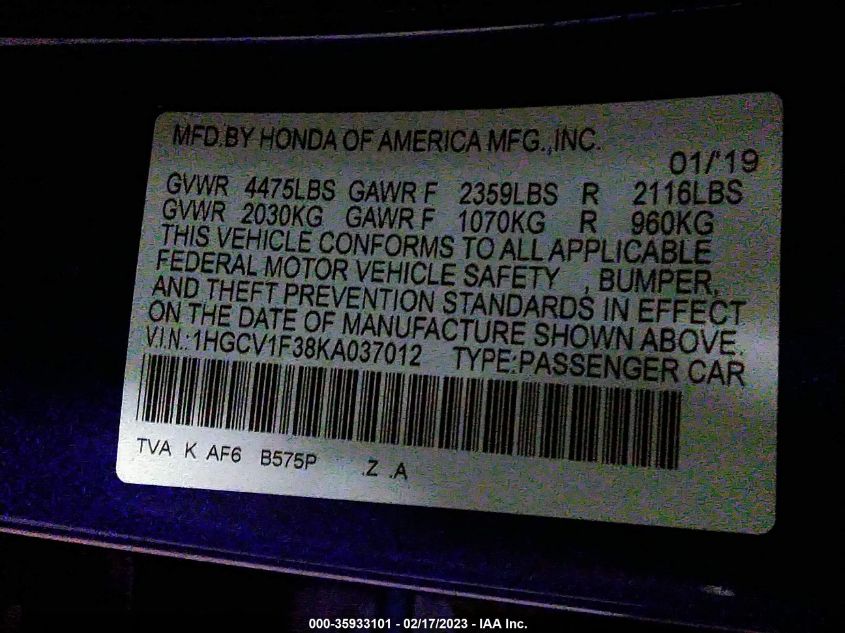 MFD.BY HONDA OF AMERICA MFG.,INC.
01/'19
GVWR 4475LBS GAWR F 2359LBS R 2116LBS
GVWR 2030KG GAWR F 1070KG R 960KG
THIS VEHICLE CONFORMS TO ALL APPLICABLE
FEDERAL MOTOR VEHICLE SAFETY , BUMPER,
AND THEFT PREVENTION STANDARDS IN EFFECT
ON THE DATE OF MANUFACTURE SHOWN ABOVE.
V.I.N.:1HGCV1F38KA037012 TYPE:PASSENGER CAR
TVA K AF6 B575P .Z .A
000-35933101 - 02/17/2023 - IAA Inc.